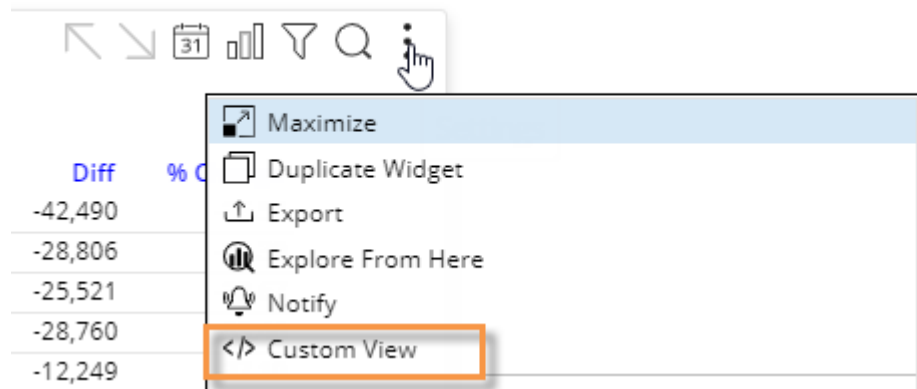 31
Maximize
Diff % C
Duplicate Widget
-42,490
Export
-28,806
Explore From Here
-25,521
Notify
-28,760
</> Custom View
-12,249